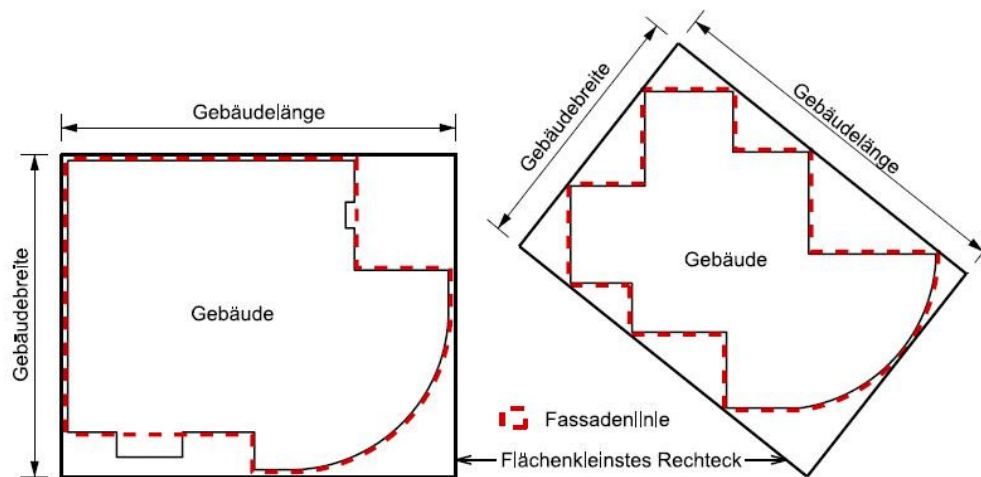 Gebäudelänge
Gebäudebreite
Gebäude
Gebäudebreite
Gebäudelänge
Gebäude
Fassadenlinie
Flächenkleinstes Rechteck